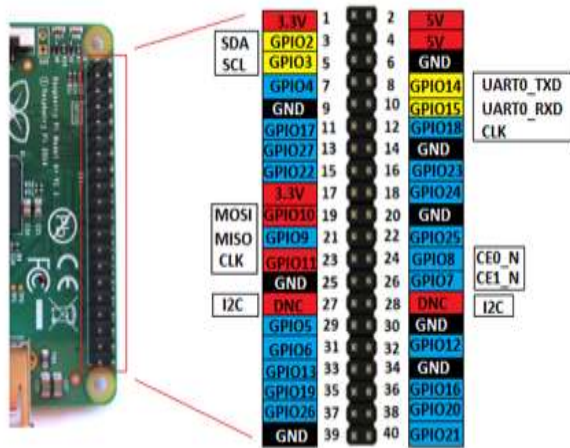 3.3V 1 2 5V
SDA GPIO2 3 4 5V
SCL GPIO3 5 6 GND
GPIO4 7 8 GPIO14 UART0_TXD
GND 9 10 GPIO15 UART0_RXD
GPIO17 11 12 GPIO18 CLK
GPIO27 13 14 GND
GPIO22 15 16 GPIO23
3.3V 17 18 GPIO24
MOSI GPIO10 19 20 GND
MISO GPIO9 21 22 GPIO25
CLK GPIO11 23 24 GPIO8 CE0_N
GND 25 26 GPIO7 CE1_N
I2C DNC 27 28 DNC I2C
GPIO5 29 30 GND
GPIO6 31 32 GPIO12
GPIO13 33 34 GND
GPIO19 35 36 GPIO16
GPIO26 37 38 GPIO20
GND 39 40 GPIO21